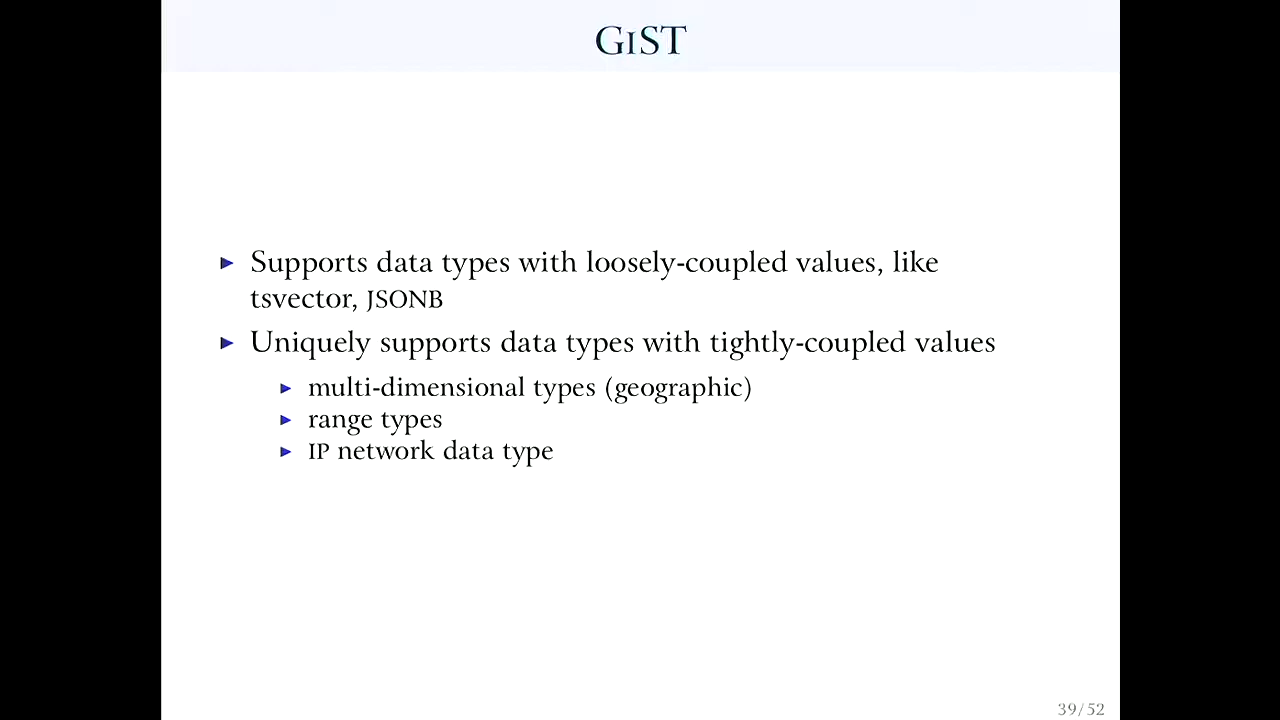 GiST
Supports data types with loosely-coupled values, like
tsvector, JSONB
Uniquely supports data types with tightly-coupled values
multi-dimensional types (geographic)
range types
IP network data type
39/52